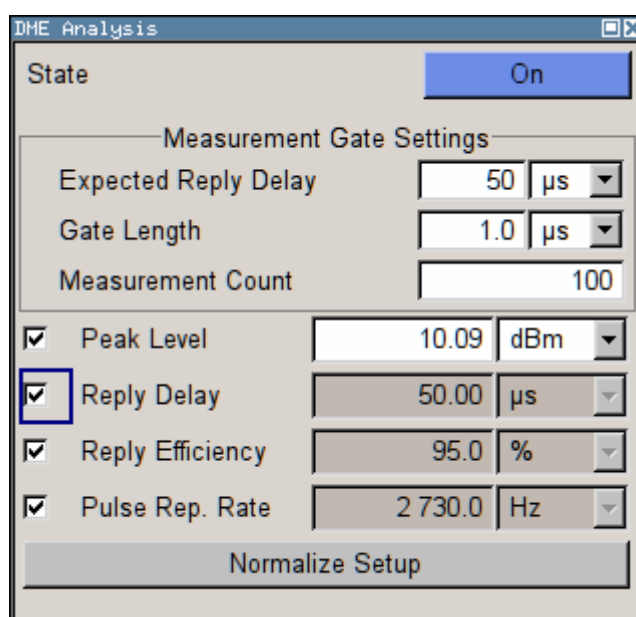 DME Analysis
State On
Measurement Gate Settings
Expected Reply Delay 50 µs
Gate Length 1.0 µs
Measurement Count 100
Peak Level 10.09 dBm
Reply Delay 50.00 µs
Reply Efficiency 95.0 %
Pulse Rep. Rate 2 730.0 Hz
Normalize Setup